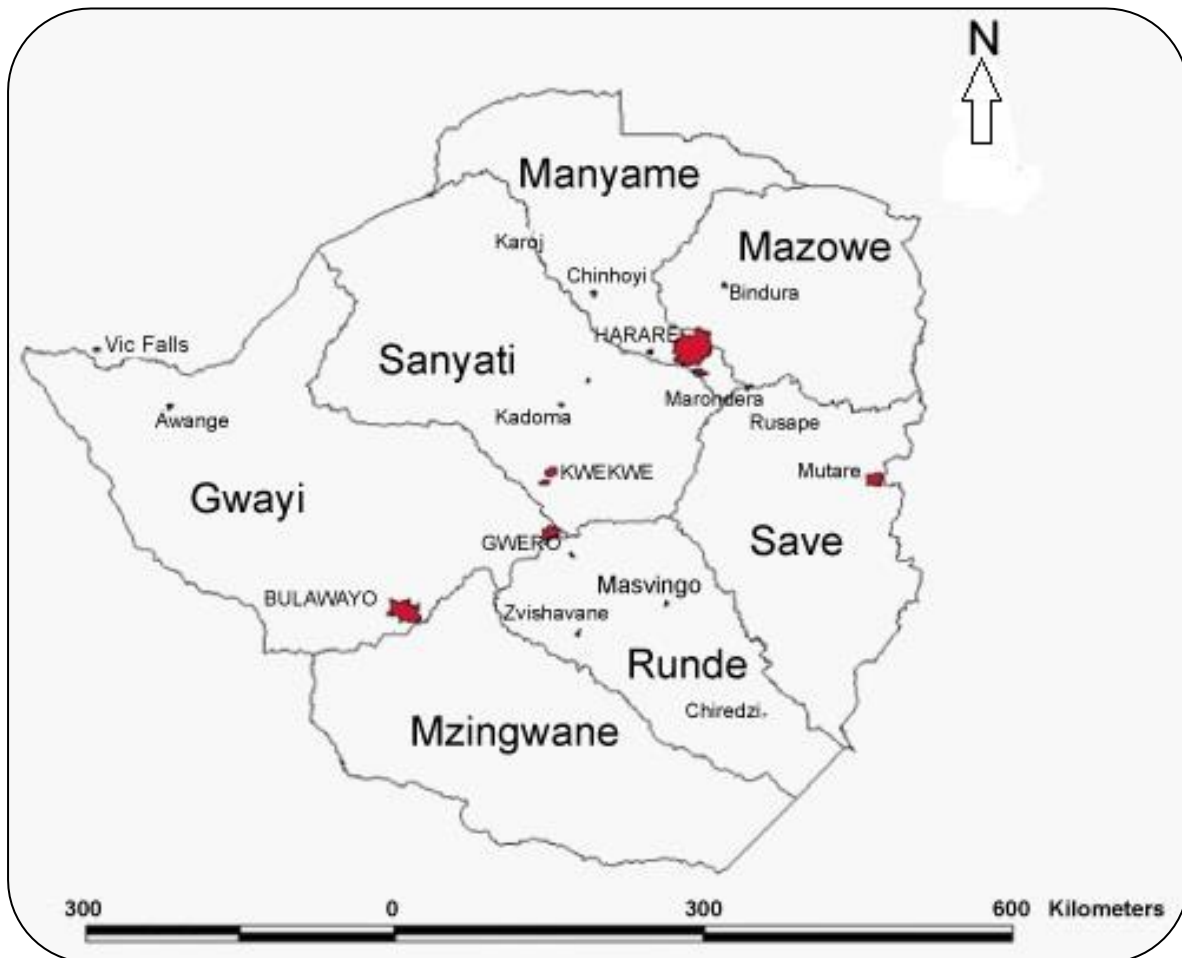 N
Manyame
Karoj
Mazowe
Chinhoyi
Bindura
HARARE
Vic Falls
Sanyati
Awange
Kadoma
Marondera
Rusape
KWEKWE
Mutare
Gwayi
GWERO
Save
BULAWAYO
Masvingo
Zvishavane
Runde
Chiredzi
Mzingwane
300 0 300 600 Kilometers